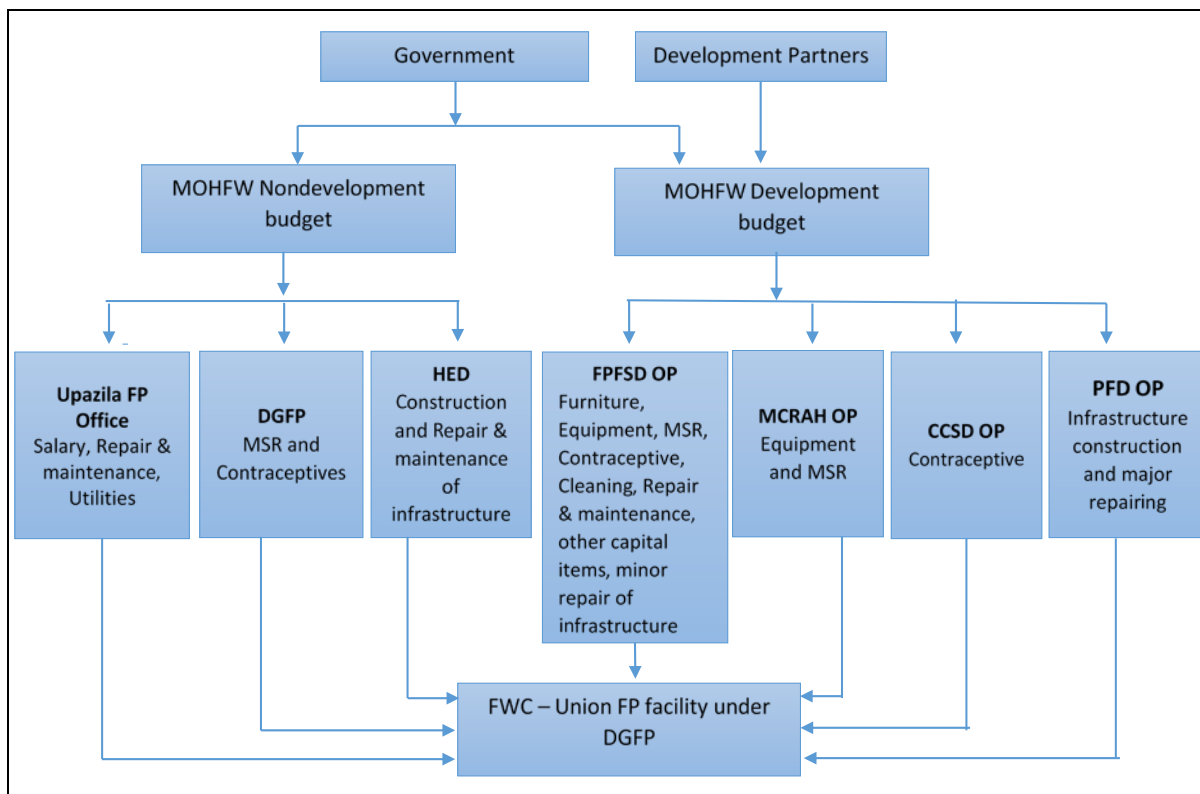 Government
Development Partners
MOHFW Nondevelopment
budget
MOHFW Development
budget
Upazila FP
Office
Salary, Repair &
maintenance,
Utilities
DGFP
MSR and
Contraceptives
HED
Construction
and Repair &
maintenance
of
infrastructure
FPFSD OP
Furniture,
Equipment, MSR,
Contraceptive,
Cleaning, Repair
& maintenance,
other capital
items, minor
repair of
infrastructure
MCRAH OP
Equipment
and MSR
CCSD OP
Contraceptive
PFD OP
Infrastructure
construction
and major
repairing
FWC – Union FP facility under
DGFP